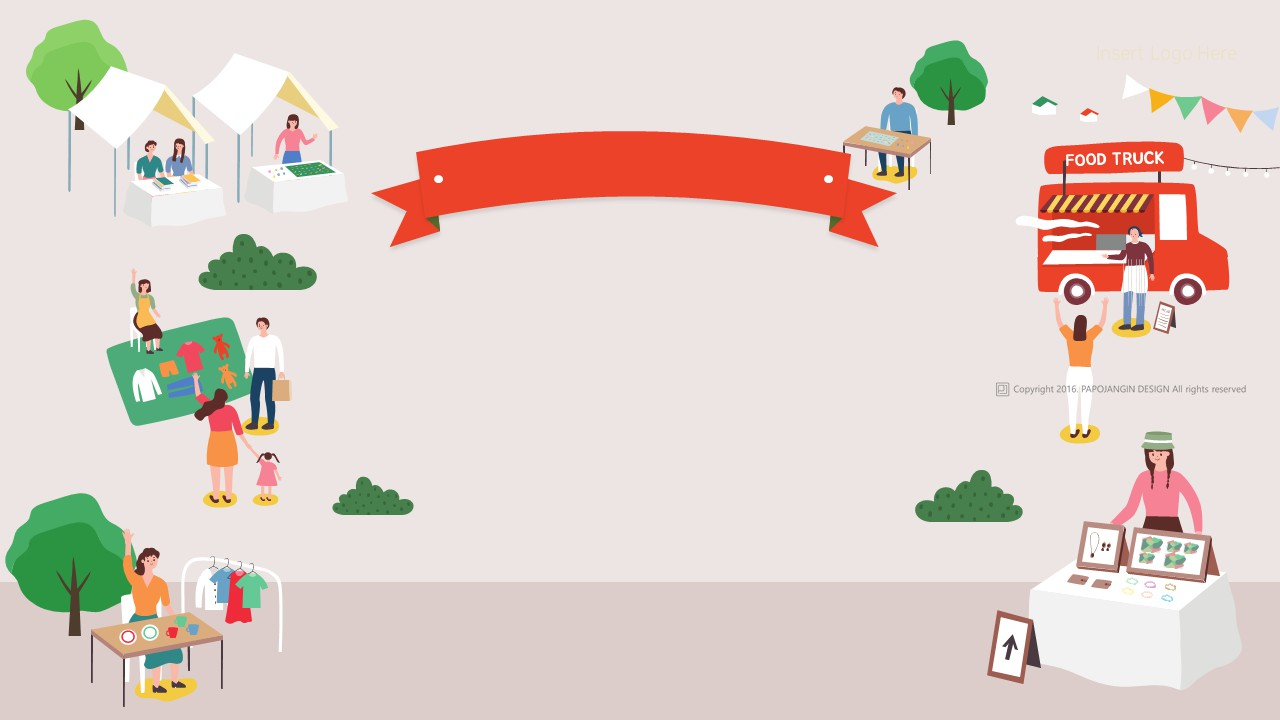 Insert Logo Here
FOOD TRUCK
Copyright 2016. PAPOJANGIN DESIGN All rights reserved